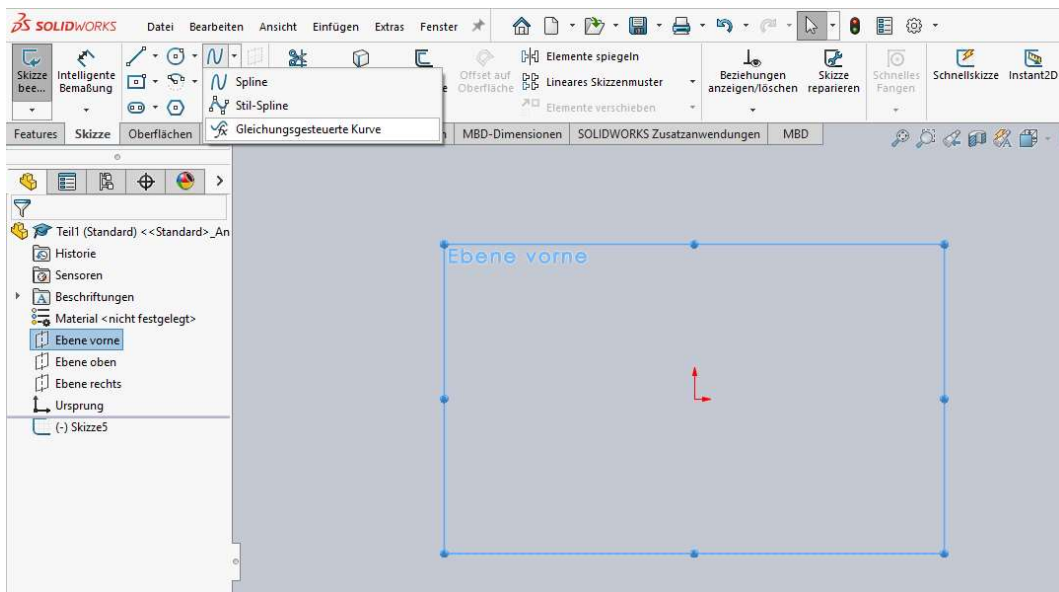 SOLIDWORKS Datei Bearbeiten Ansicht Einfügen Extras Fenster
Skizze bee...
Intelligente Bemaßung
Spline
Stil-Spline
Gleichungsgesteuerte Kurve
e
Offset auf Oberfläche
Elemente spiegeln
Lineares Skizzenmuster
Elemente verschieben
Beziehungen anzeigen/löschen
Skizze reparieren
Schnelles Fangen
Schnellskizze
Instant2D
Features Skizze Oberflächen MBD-Dimensionen SOLIDWORKS Zusatzanwendungen MBD
Teil1 (Standard) <<Standard>_An
Historie
Sensoren
Beschriftungen
Material <nicht festgelegt>
Ebene vorne
Ebene oben
Ebene rechts
Ursprung
(-) Skizze5
Ebene vorne